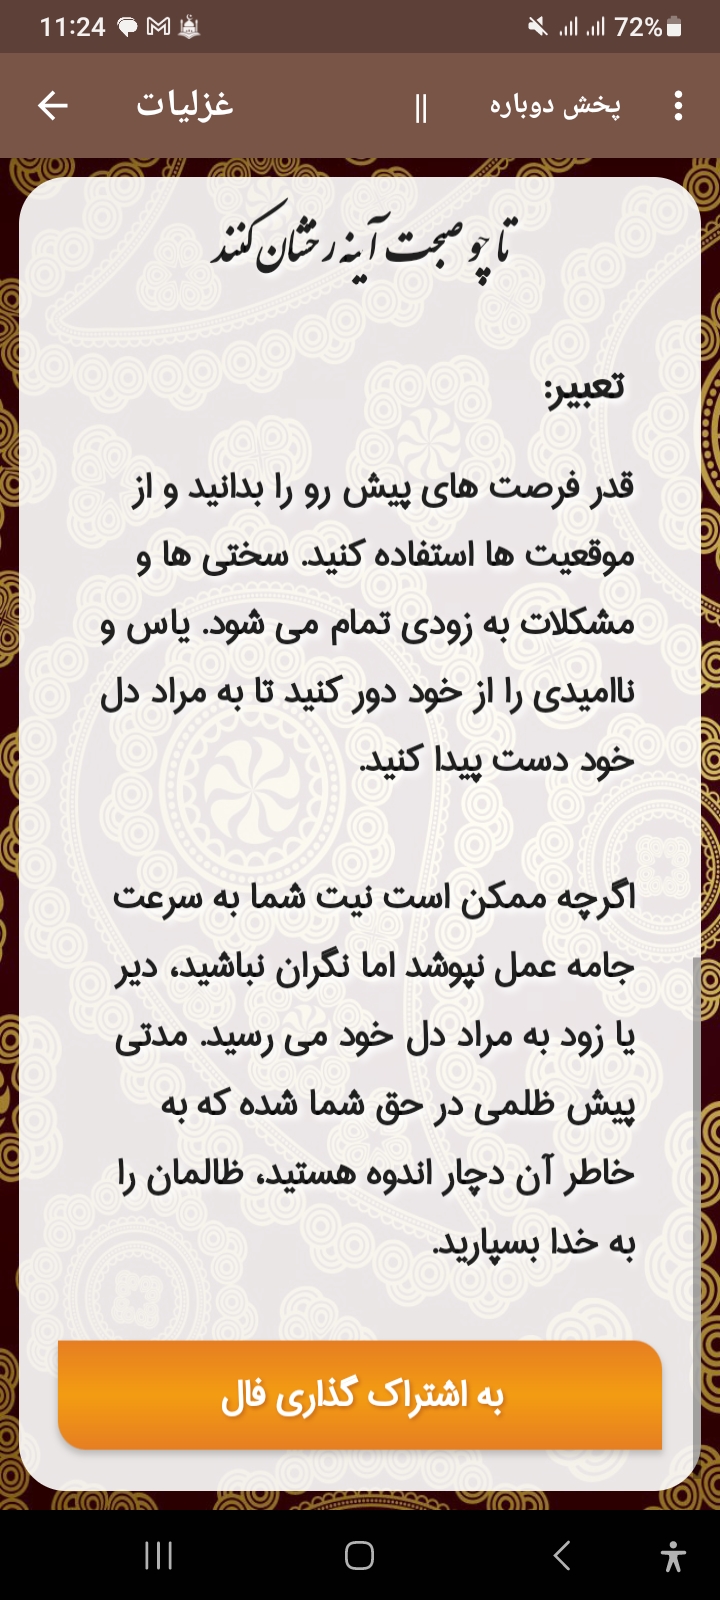 11:24
72%
غزلیات
||
پخش دوباره
تا چو صبحت آینه رخشان کنند
تعبیر:
قدر فرصت های پیش رو را بدانید و از
موقعیت ها استفاده کنید. سختی ها و
مشکلات به زودی تمام می شود. یاس و
ناامیدی را از خود دور کنید تا به مراد دل
خود دست پیدا کنید.
اگرچه ممکن است نیت شما به سرعت
جامه عمل نپوشد اما نگران نباشید، دیر
یا زود به مراد دل خود می رسید. مدتی
پیش ظلمی در حق شما شده که به
خاطر آن دچار اندوه هستید، ظالمان را
به خدا بسپارید.
به اشتراک گذاری فال